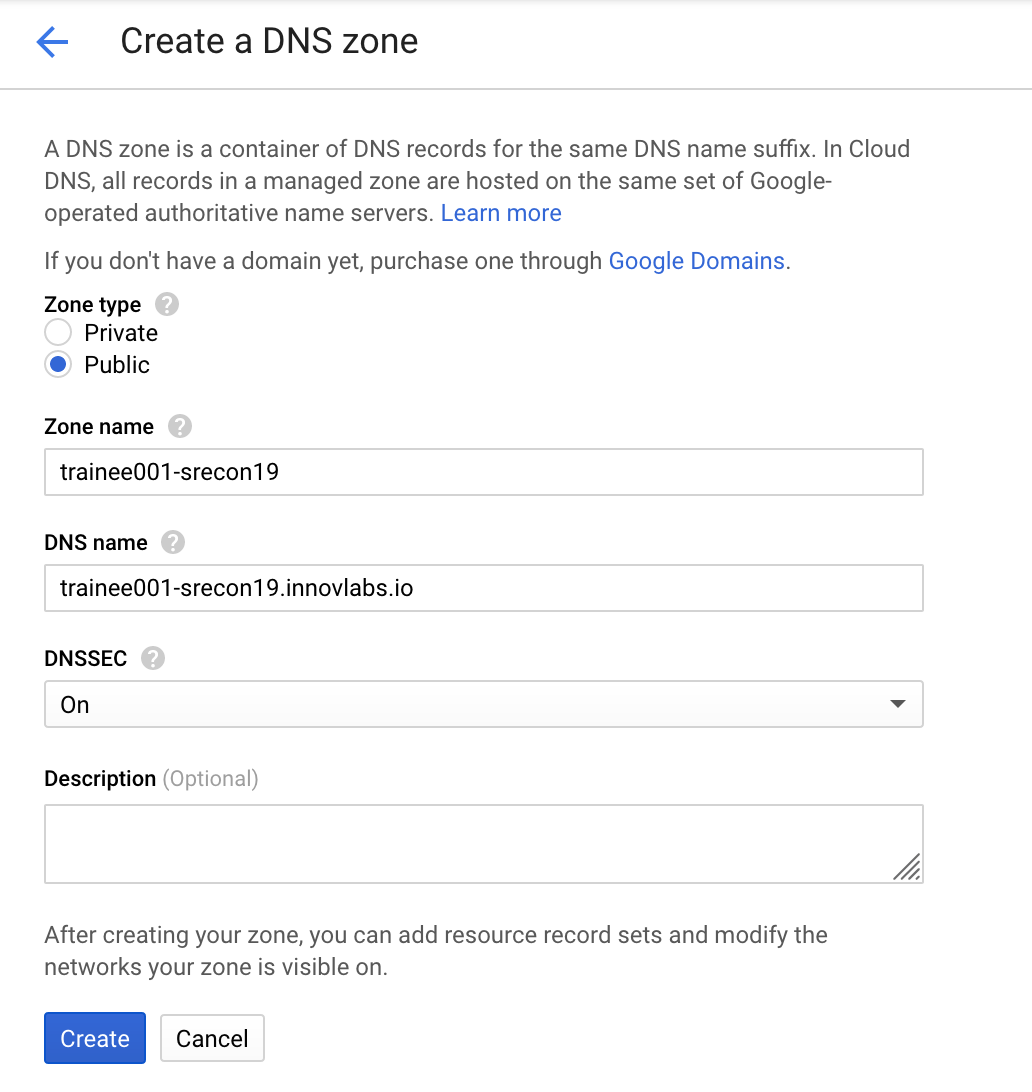 Create a DNS zone
A DNS zone is a container of DNS records for the same DNS name suffix. In Cloud
DNS, all records in a managed zone are hosted on the same set of Google-
operated authoritative name servers. Learn more
If you don't have a domain yet, purchase one through Google Domains.
Zone type ?
Private
Public
Zone name ?
trainee001-srecon19
DNS name ?
trainee001-srecon19.innovlabs.io
DNSSEC ?
On
Description (Optional)
After creating your zone, you can add resource record sets and modify the
networks your zone is visible on.
Create Cancel